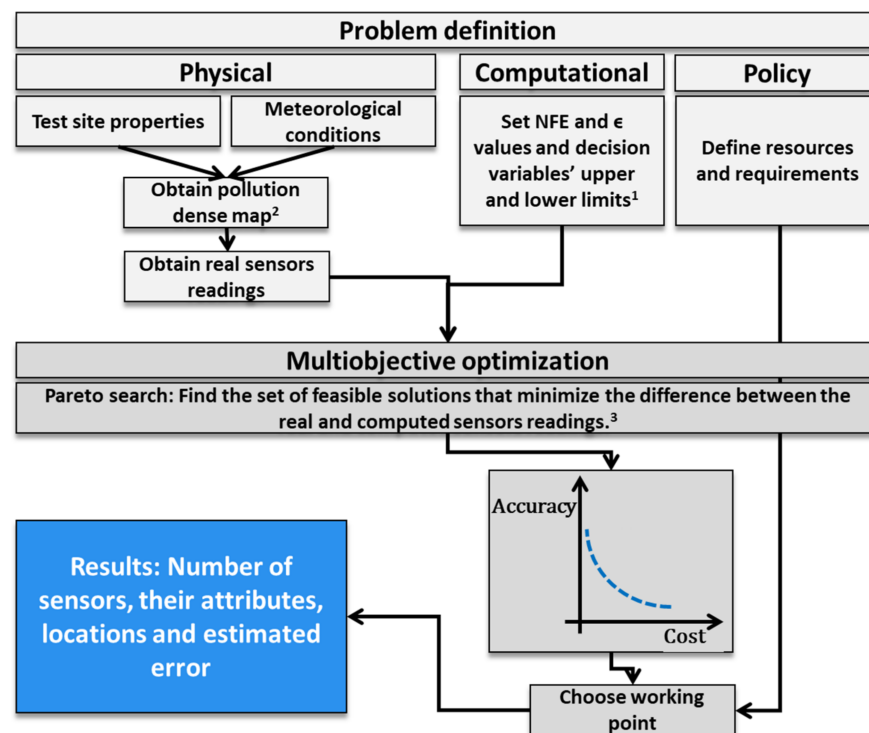 Problem definition
Physical
Computational
Policy
Test site properties
Meteorological
conditions
Set NFE and ϵ
values and decision
variables’ upper
and lower limits¹
Define resources
and requirements
Obtain pollution
dense map²
Obtain real sensors
readings
Multiobjective optimization
Pareto search: Find the set of feasible solutions that minimize the difference between the
real and computed sensors readings.³
Accuracy
Cost
Results: Number of
sensors, their attributes,
locations and estimated
error
Choose working
point